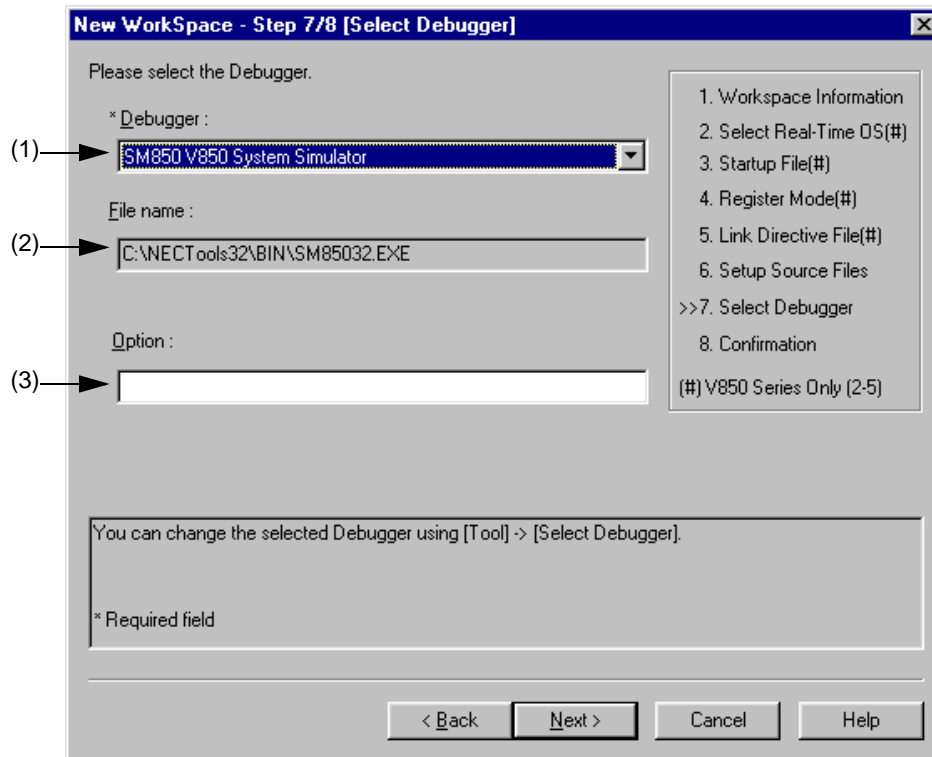 New WorkSpace - Step 7/8 [Select Debugger]
Please select the Debugger.
* Debugger :
(1)
SM850 V850 System Simulator
File name :
(2)
C:\NECTools32\BIN\SM85032.EXE
Option :
(3)
1. Workspace Information
2. Select Real-Time OS(#)
3. Startup File(#)
4. Register Mode(#)
5. Link Directive File(#)
6. Setup Source Files
>>7. Select Debugger
8. Confirmation
(#) V850 Series Only (2-5)
You can change the selected Debugger using [Tool] -> [Select Debugger].
* Required field
< Back
Next >
Cancel
Help